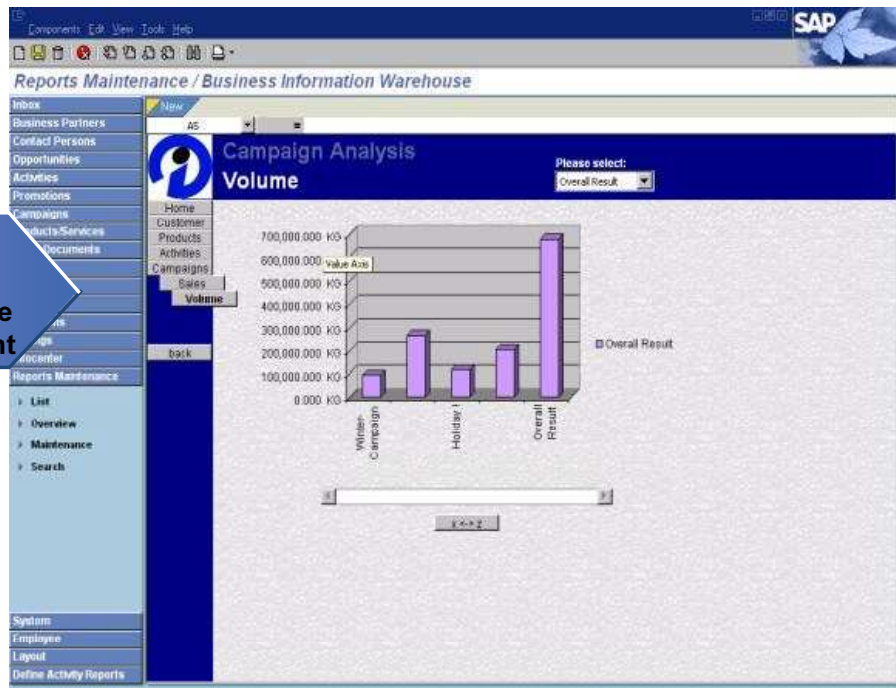 Components Edit View Tools Help
SAP
Reports Maintenance / Business Information Warehouse
Inbox
Business Partners
Contact Persons
Opportunities
Activities
Promotions
Campaigns
New
A5 =
Campaign Analysis
Volume
Please select:
Overall Result
Home
Customer
Products
Activities
Campaigns
Sales
Volume
back
Reports Maintenance
List
Overview
Maintenance
Search
700,000.000 KG
600,000.000
Value Axis
500,000.000 KG
400,000.000 KG
300,000.000 KG
200,000.000 KG
100,000.000 KG
0.000 KG
Winter-
Campaign
Holiday !
Overall
Result
Overall Result
x <-> z
System
Employee
Layout
Define Activity Reports